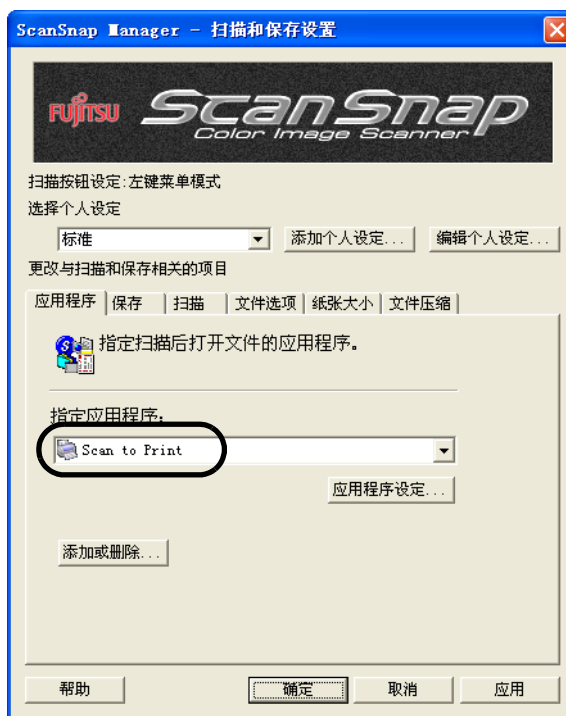 ScanSnap Manager - 扫描和保存设置
FUJITSU ScanSnap
Color Image Scanner
扫描按钮设定:左键菜单模式
选择个人设定
标准 添加个人设定... 编辑个人设定...
更改与扫描和保存相关的项目
应用程序 保存 扫描 文件选项 纸张大小 文件压缩
指定扫描后打开文件的应用程序。
指定应用程序:
Scan to Print
应用程序设定...
添加或删除...
帮助 确定 取消 应用